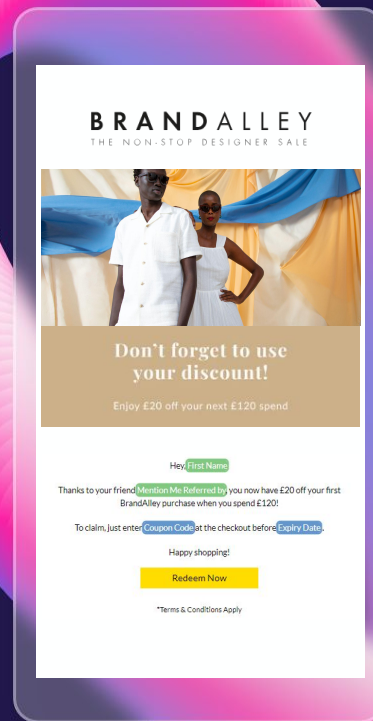 BRANDALLEY
THE NON-STOP DESIGNER SALE
Don't forget to use
your discount!
Enjoy £20 off your next £120 spend
Hey, First Name
Thanks to your friend Mention Me Referred by, you now have £20 off your first
BrandAlley purchase when you spend £120!
To claim, just enter Coupon Code at the checkout before Expiry Date.
Happy shopping!
Redeem Now
*Terms & Conditions Apply